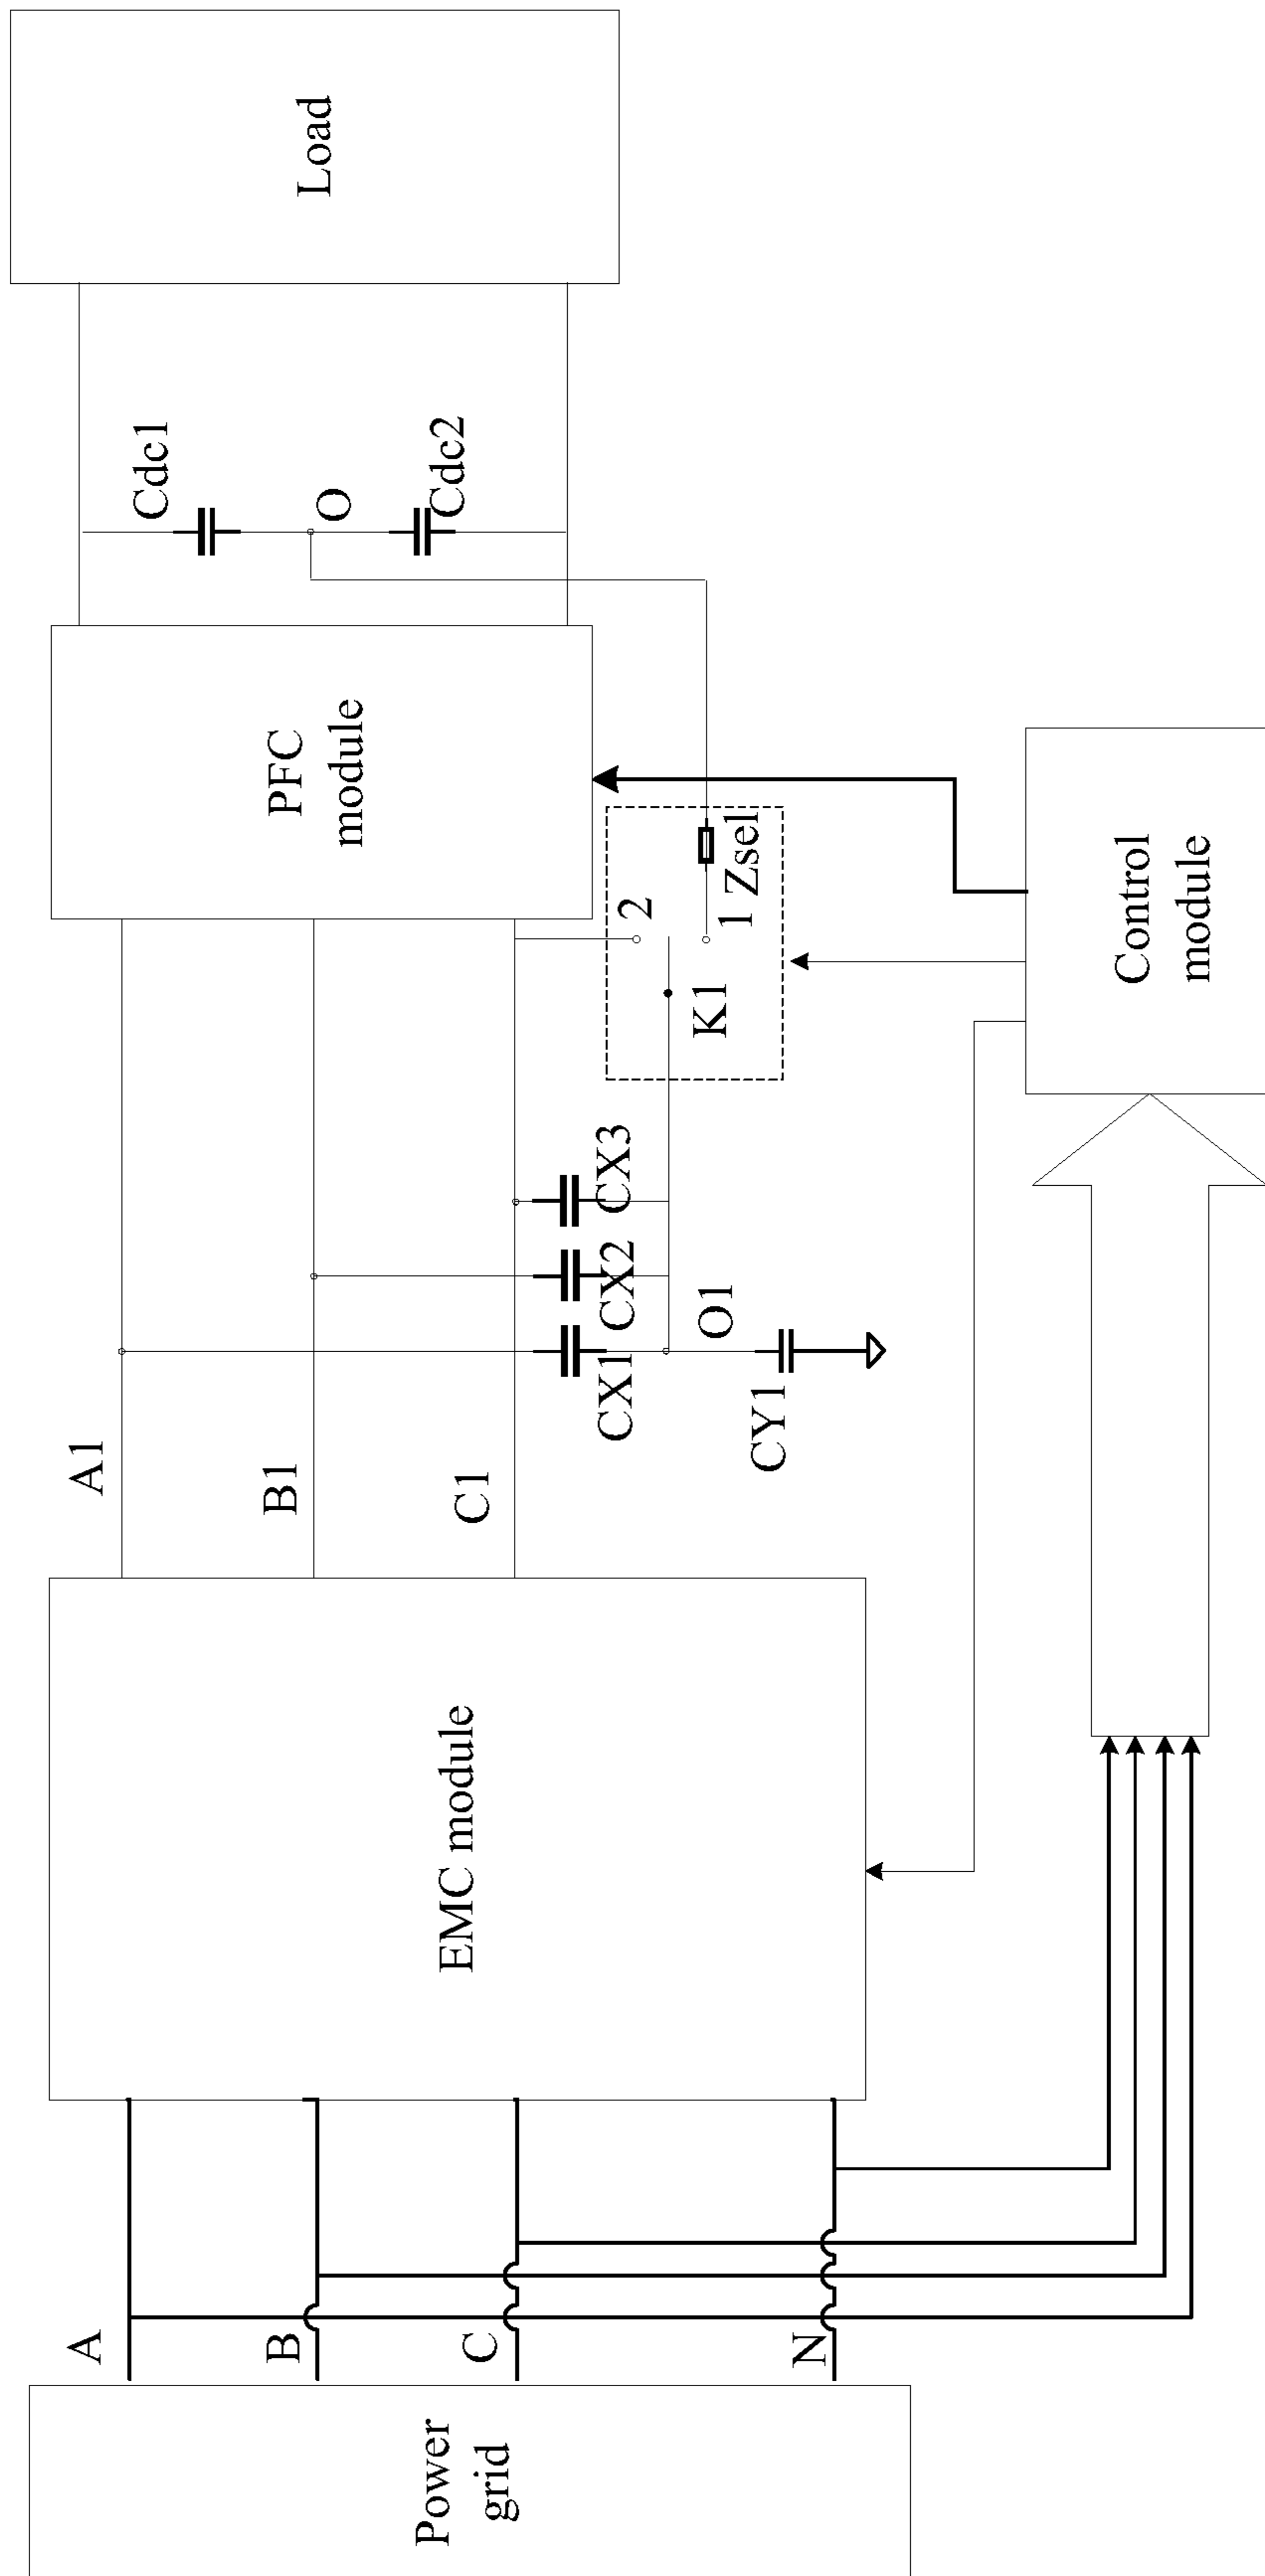 Power
grid
A
B
C
N
EMC module
A1
B1
C1
CX1
CX2
CX3
O1
CY1
K1
2
1
Zsel
PFC
module
Cdc1
O
Cdc2
Load
Control
module